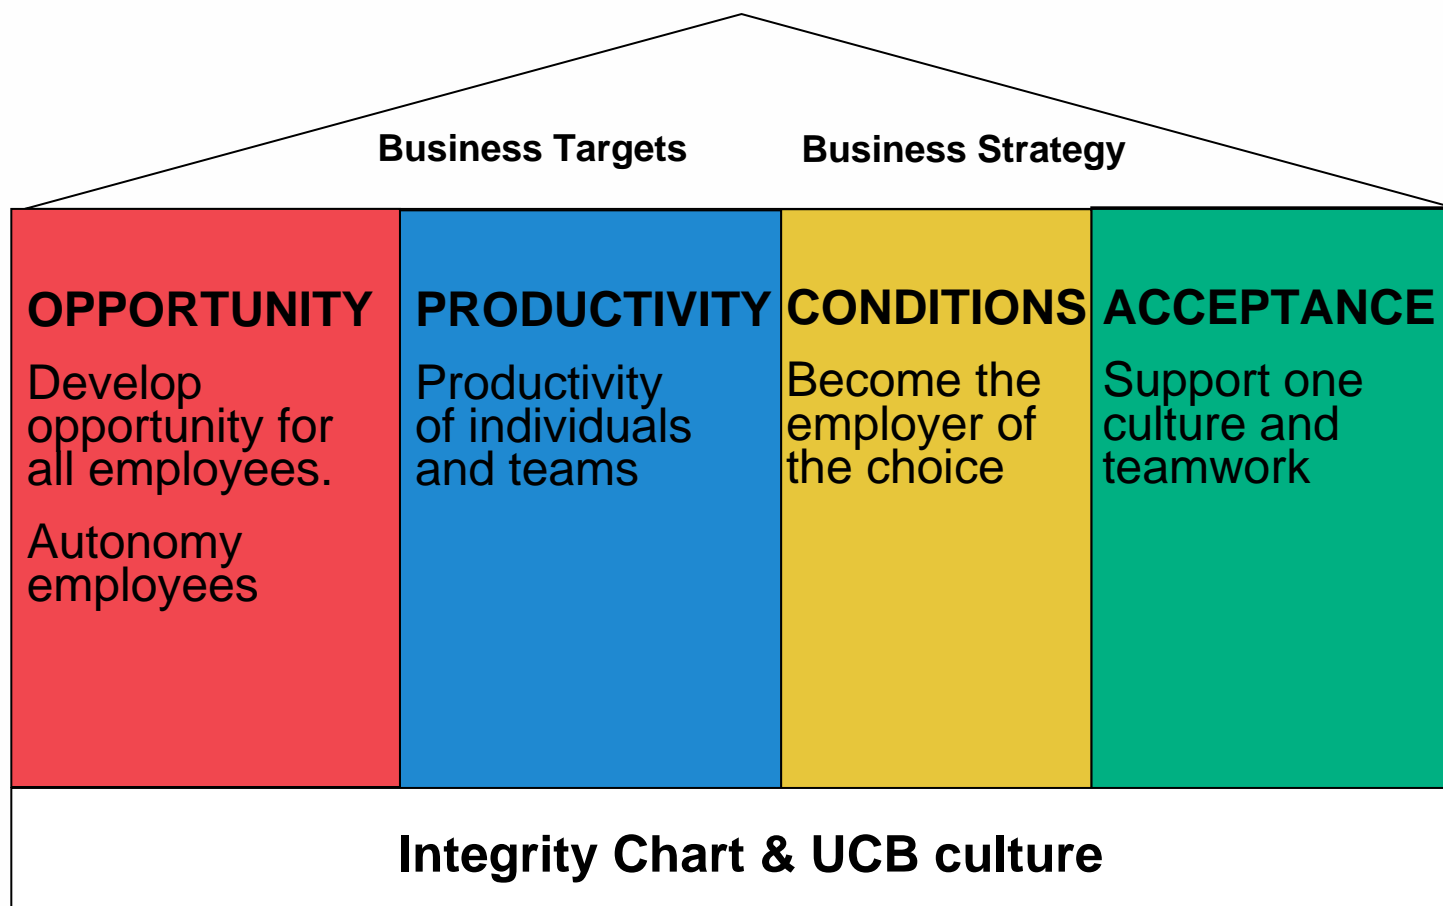 Business Targets
Business Strategy
OPPORTUNITY
Develop
opportunity for
all employees.
Autonomy
employees
PRODUCTIVITY
Productivity
of individuals
and teams
CONDITIONS
Become the
employer of
the choice
ACCEPTANCE
Support one
culture and
teamwork
Integrity Chart & UCB culture